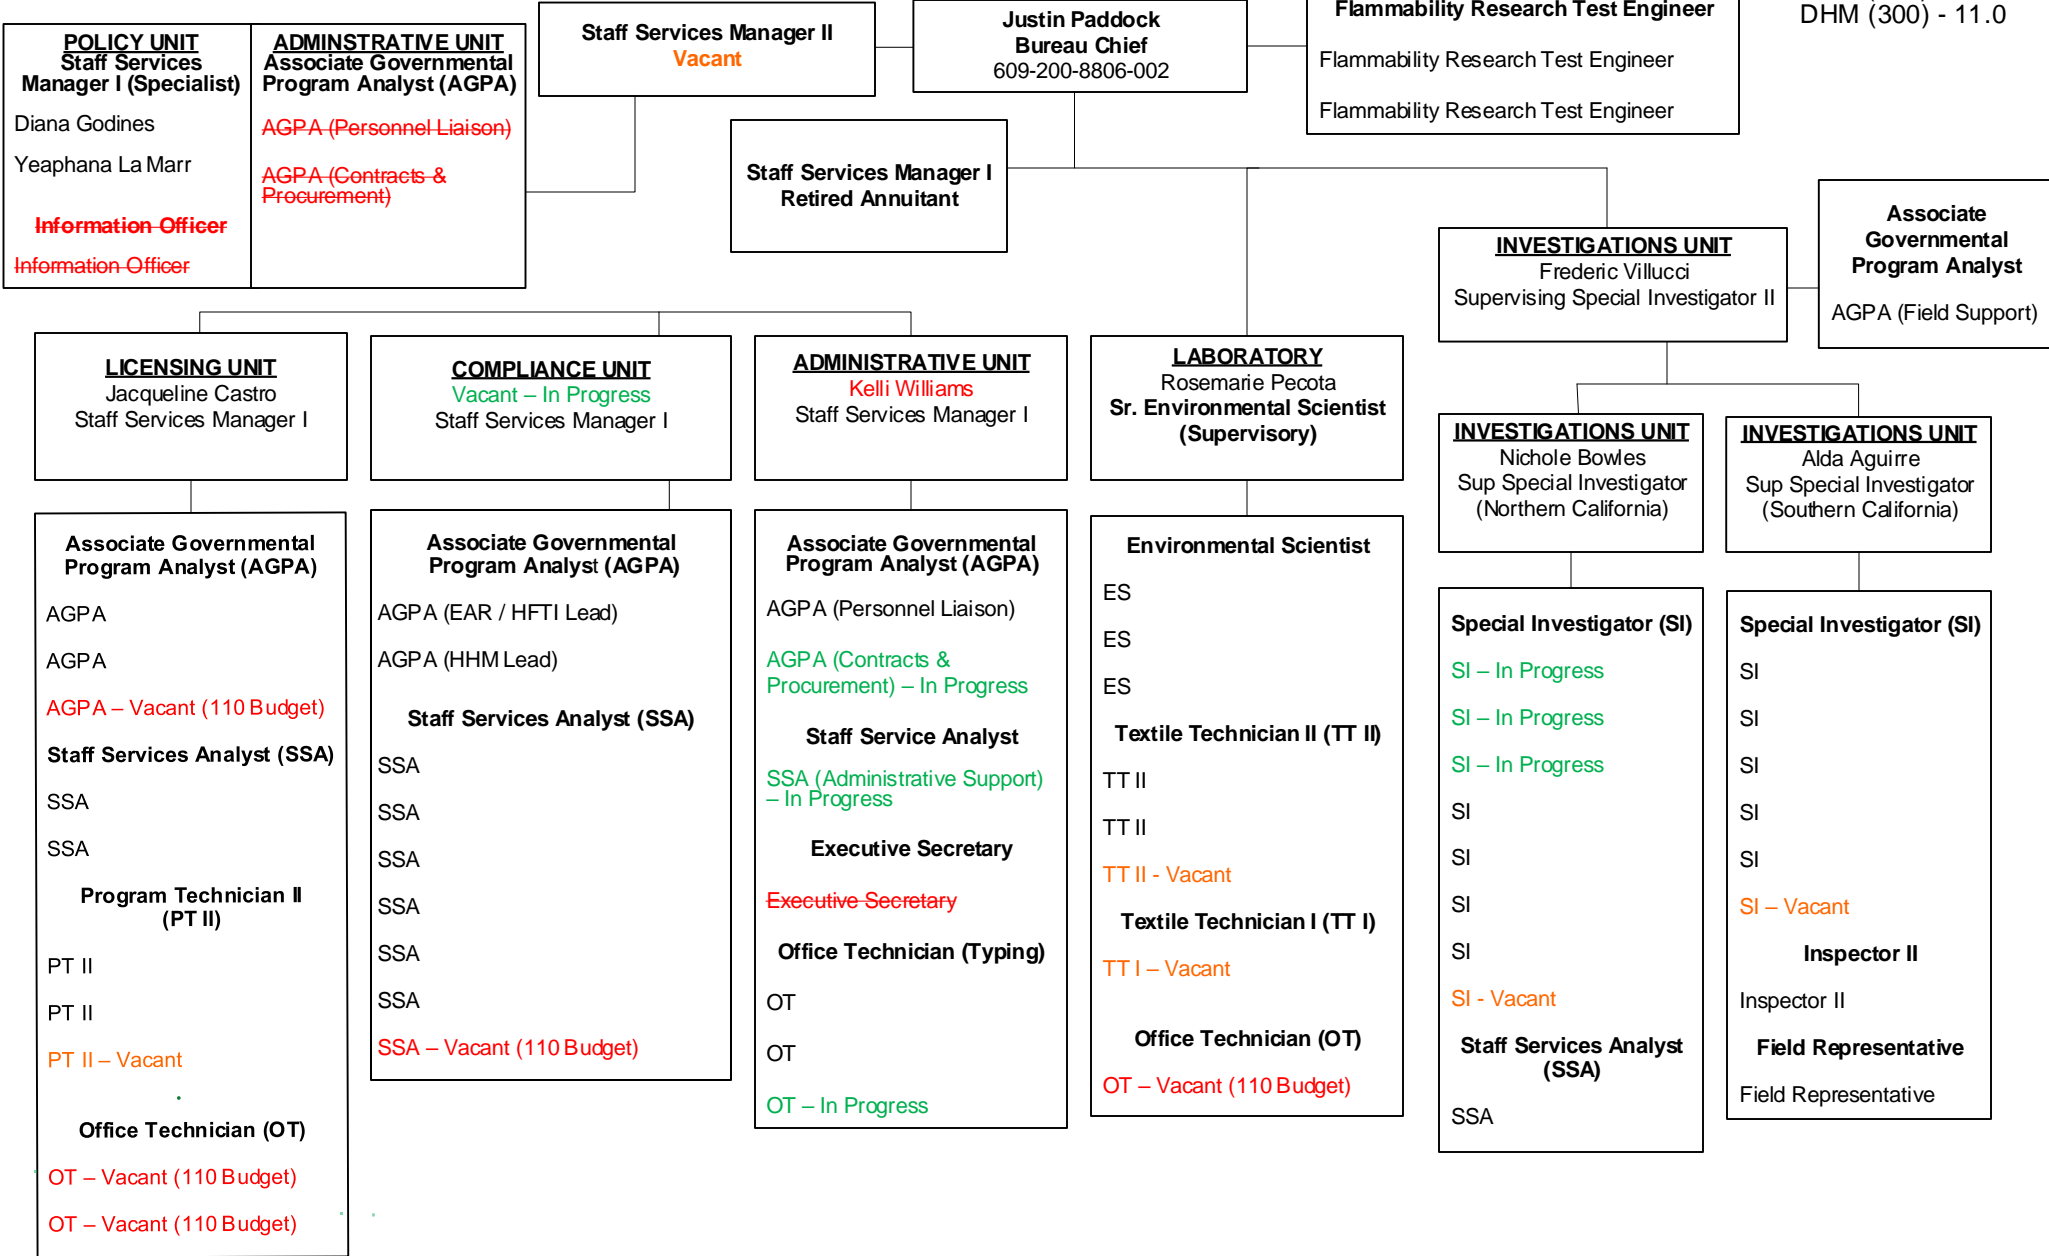 POLICY UNIT
Staff Services
Manager I (Specialist)
Diana Godines
Yeaphana La Marr
Information Officer
Information Officer
ADMINSTRATIVE UNIT
Associate Governmental
Program Analyst (AGPA)
AGPA (Personnel Liaison)
AGPA (Contracts &
Procurement)
Staff Services Manager II
Vacant
Justin Paddock
Bureau Chief
609-200-8806-002
Flammability Research Test Engineer
Flammability Research Test Engineer
Flammability Research Test Engineer
DHM (300) - 11.0
Staff Services Manager I
Retired Annuitant
INVESTIGATIONS UNIT
Frederic Villucci
Supervising Special Investigator II
Associate
Governmental
Program Analyst
AGPA (Field Support)
LICENSING UNIT
Jacqueline Castro
Staff Services Manager I
COMPLIANCE UNIT
Vacant – In Progress
Staff Services Manager I
ADMINISTRATIVE UNIT
Kelli Williams
Staff Services Manager I
LABORATORY
Rosemarie Pecota
Sr. Environmental Scientist
(Supervisory)
INVESTIGATIONS UNIT
Nichole Bowles
Sup Special Investigator
(Northern California)
INVESTIGATIONS UNIT
Alda Aguirre
Sup Special Investigator
(Southern California)
Associate Governmental
Program Analyst (AGPA)
AGPA
AGPA
AGPA – Vacant (110 Budget)
Staff Services Analyst (SSA)
SSA
SSA
Program Technician II
(PT II)
PT II
PT II
PT II – Vacant
Office Technician (OT)
OT – Vacant (110 Budget)
OT – Vacant (110 Budget)
Associate Governmental
Program Analyst (AGPA)
AGPA (EAR / HFTI Lead)
AGPA (HHM Lead)
Staff Services Analyst (SSA)
SSA
SSA
SSA
SSA
SSA
SSA
SSA – Vacant (110 Budget)
Associate Governmental
Program Analyst (AGPA)
AGPA (Personnel Liaison)
AGPA (Contracts &
Procurement) – In Progress
Staff Service Analyst
SSA (Administrative Support)
– In Progress
Executive Secretary
Executive Secretary
Office Technician (Typing)
OT
OT
OT – In Progress
Environmental Scientist
ES
ES
ES
Textile Technician II (TT II)
TT II
TT II
TT II - Vacant
Textile Technician I (TT I)
TT I – Vacant
Office Technician (OT)
OT – Vacant (110 Budget)
Special Investigator (SI)
SI – In Progress
SI – In Progress
SI – In Progress
SI
SI
SI
SI
SI - Vacant
Staff Services Analyst
(SSA)
SSA
Special Investigator (SI)
SI
SI
SI
SI
SI
SI – Vacant
Inspector II
Inspector II
Field Representative
Field Representative